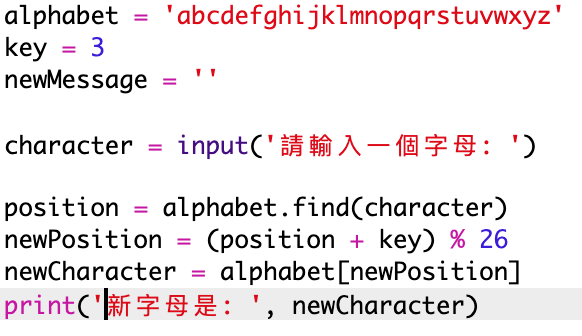 alphabet = 'abcdefghijklmnopqrstuvwxyz'
key = 3
newMessage = ''
character = input('請輸入一個字母: ')
position = alphabet.find(character)
newPosition = (position + key) % 26
newCharacter = alphabet[newPosition]
print('新字母是: ', newCharacter)